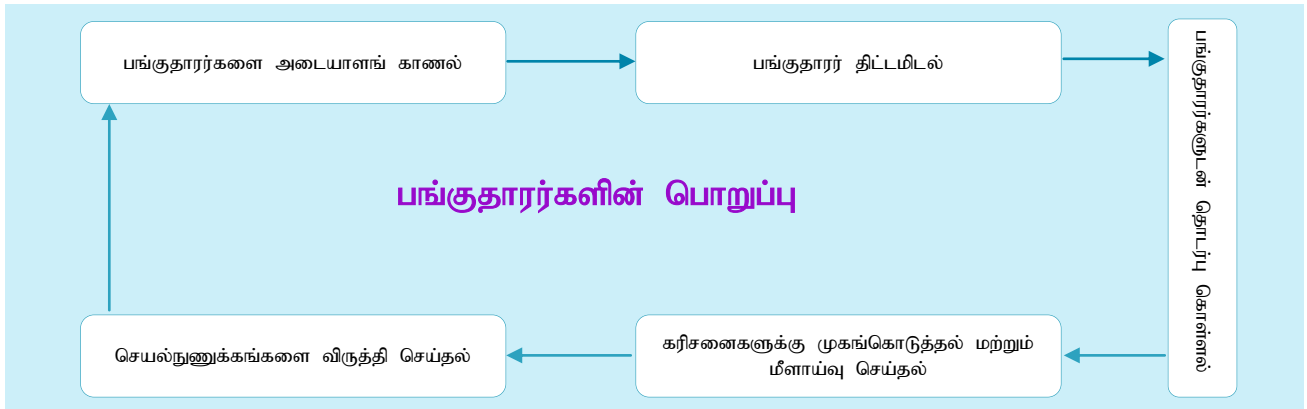 பங்குதாரர்களை அடையாளங் காணல்
பங்குதாரர் திட்டமிடல்
பங்குதாரர்களுடன் தொடர்பு கொள்ளல்
பங்குதாரர்களின் பொறுப்பு
செயல்நுணுக்கங்களை விருத்தி செய்தல்
கரிசனைகளுக்கு முகங்கொடுத்தல் மற்றும்
மீளாய்வு செய்தல்